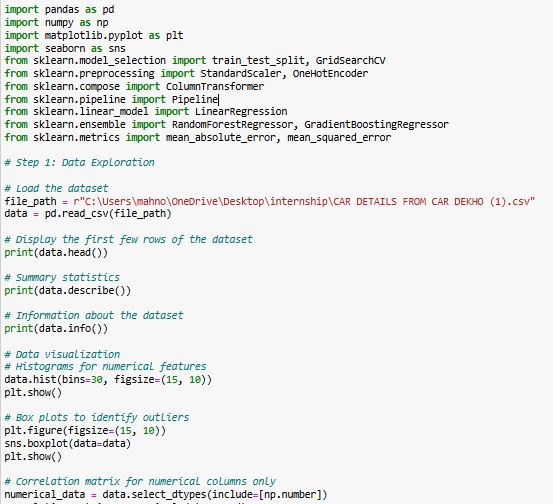 import pandas as pd
import numpy as np
import matplotlib.pyplot as plt
import seaborn as sns
from sklearn.model_selection import train_test_split, GridSearchCV
from sklearn.preprocessing import StandardScaler, OneHotEncoder
from sklearn.compose import ColumnTransformer
from sklearn.pipeline import Pipeline
from sklearn.linear_model import LinearRegression
from sklearn.ensemble import RandomForestRegressor, GradientBoostingRegressor
from sklearn.metrics import mean_absolute_error, mean_squared_error
# Step 1: Data Exploration
# Load the dataset
file_path = r"C:\Users\mahno\OneDrive\Desktop\internship\CAR DETAILS FROM CAR DEKHO (1).csv"
data = pd.read_csv(file_path)
# Display the first few rows of the dataset
print(data.head())
# Summary statistics
print(data.describe())
# Information about the dataset
print(data.info())
# Data visualization
# Histograms for numerical features
data.hist(bins=30, figsize=(15, 10))
plt.show()
# Box plots to identify outliers
plt.figure(figsize=(15, 10))
sns.boxplot(data=data)
plt.show()
# Correlation matrix for numerical columns only
numerical_data = data.select_dtypes(include=[np.number])